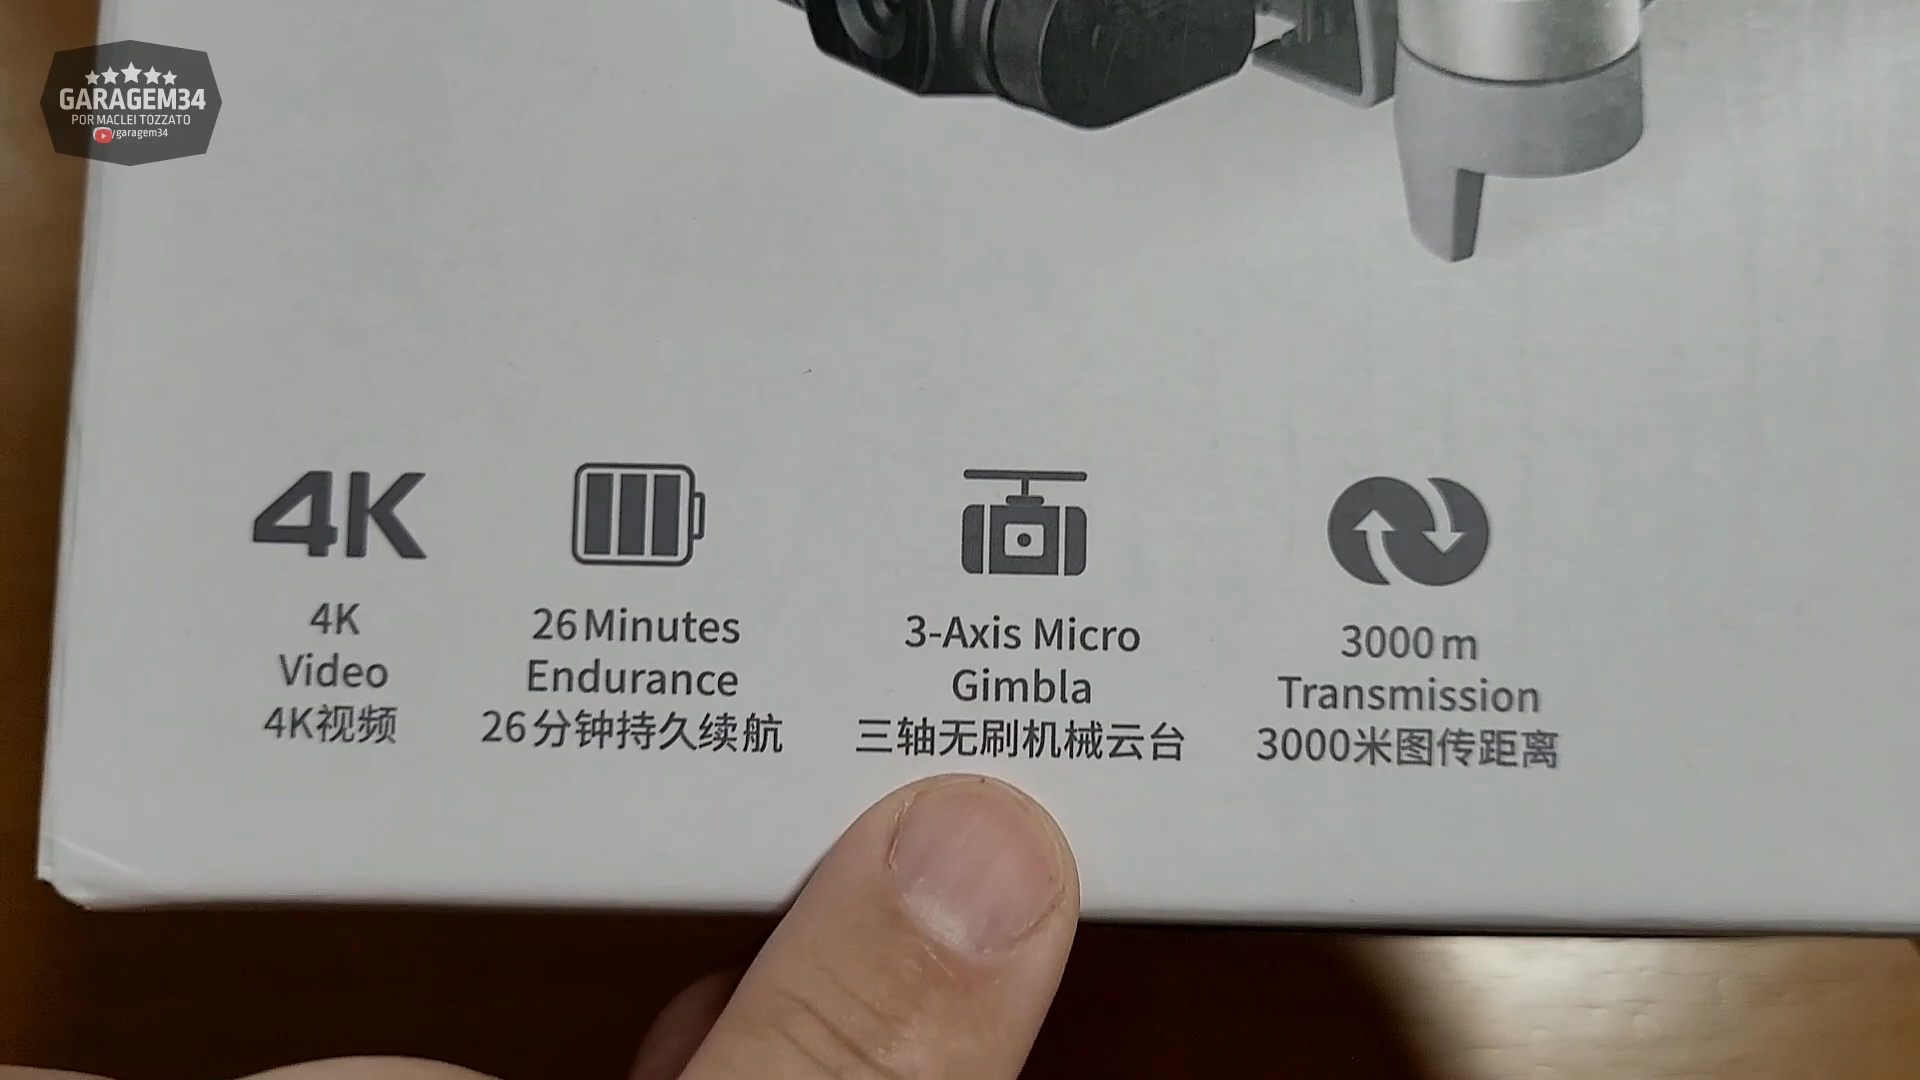 GARAGEM34
POR MACLEI TOZZATO
ygaragem34
4K
4K
Video
4K视频
26 Minutes
Endurance
26分钟持久续航
3-Axis Micro
Gimbla
三轴无刷机械云台
3000 m
Transmission
3000米图传距离